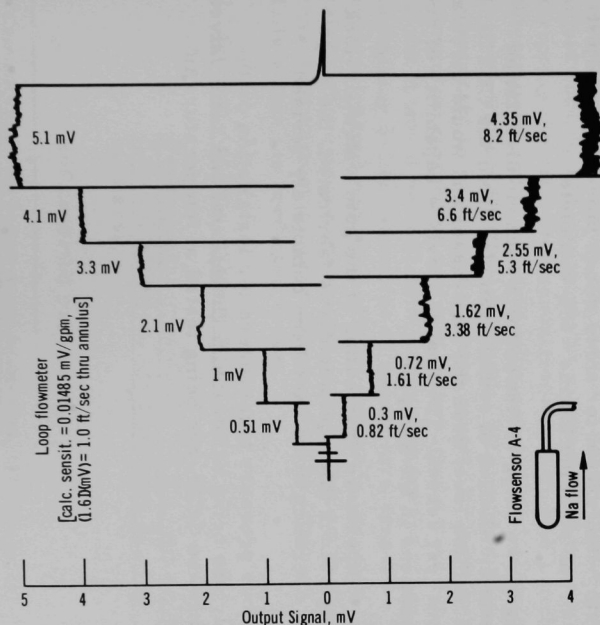 5.1 mV
4.35 mV,
8.2 ft/sec
4.1 mV
3.4 mV,
6.6 ft/sec
3.3 mV
2.55 mV,
5.3 ft/sec
2.1 mV
1.62 mV,
3.38 ft/sec
1 mV
0.72 mV,
1.61 ft/sec
0.51 mV
0.3 mV,
0.82 ft/sec
Loop flowmeter
[calc. sensit. = 0.01485 mV/gpm,
(1.6D(mV) = 1.0 ft/sec thru annulus]
Flowsensor A-4
Na flow
5 4 3 2 1 0 1 2 3 4
Output Signal, mV